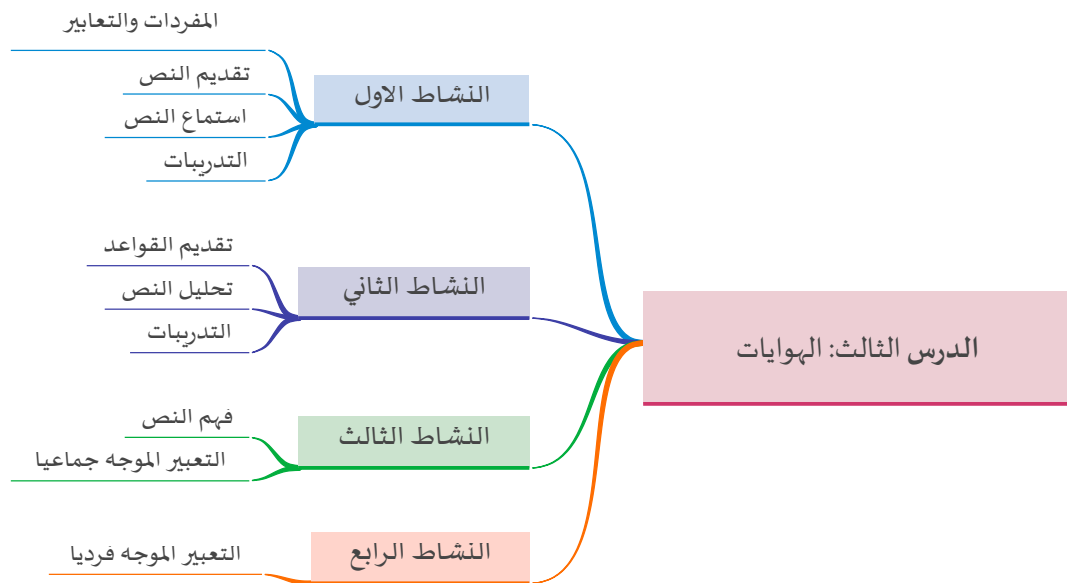 الدرس الثالث: الهوايات
النشاط الاول
المفردات والتعابير
تقديم النص
استماع النص
التدريبات
النشاط الثاني
تقديم القواعد
تحليل النص
التدريبات
النشاط الثالث
فهم النص
التعبير الموجه جماعيا
النشاط الرابع
التعبير الموجه فرديا